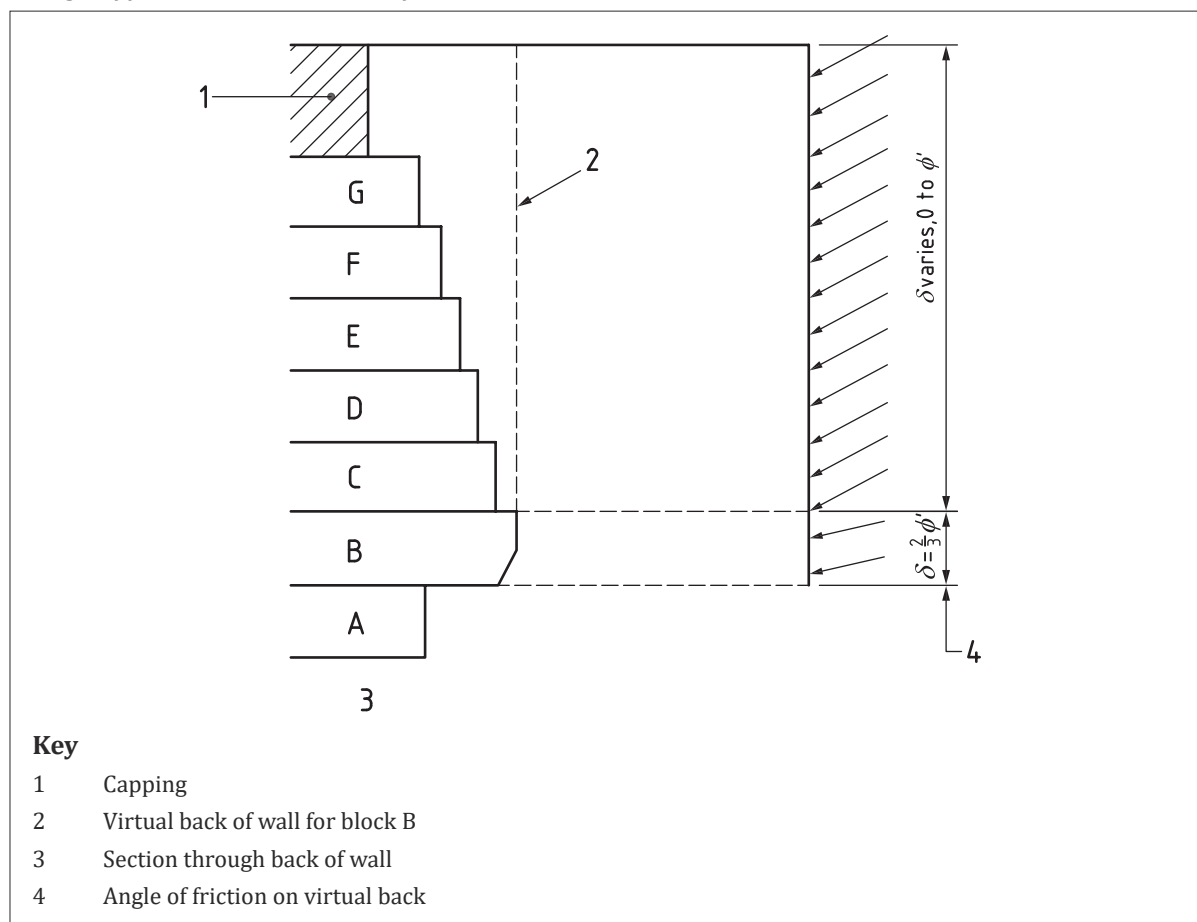 1
G
2
F
E
D
C
B
A
3
δ varies, 0 to ϕ'
δ=2/3ϕ'
4
Key
1 Capping
2 Virtual back of wall for block B
3 Section through back of wall
4 Angle of friction on virtual back